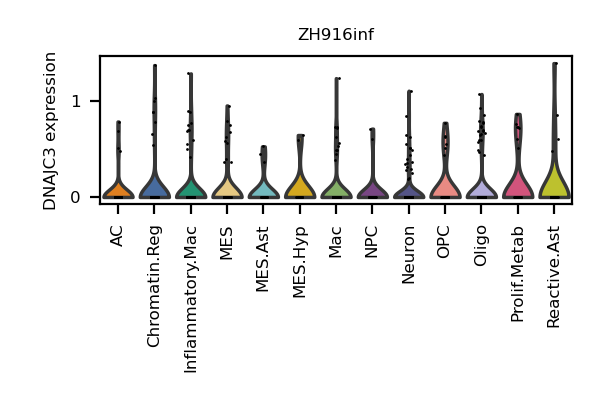 ZH916inf
DNAJC3 expression
1
0
AC
Chromatin.Reg
Inflammatory.Mac
MES
MES.Ast
MES.Hyp
Mac
NPC
Neuron
OPC
Oligo
Prolif.Metab
Reactive.Ast